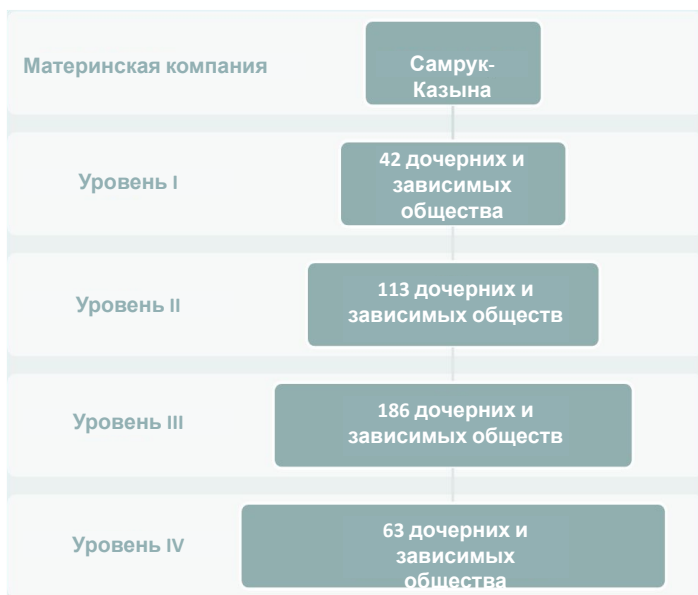 Материнская компания
Самрук-
Казына
Уровень I
42 дочерних и
зависимых
общества
Уровень II
113 дочерних и
зависимых обществ
Уровень III
186 дочерних и
зависимых обществ
Уровень IV
63 дочерних и
зависимых
общества